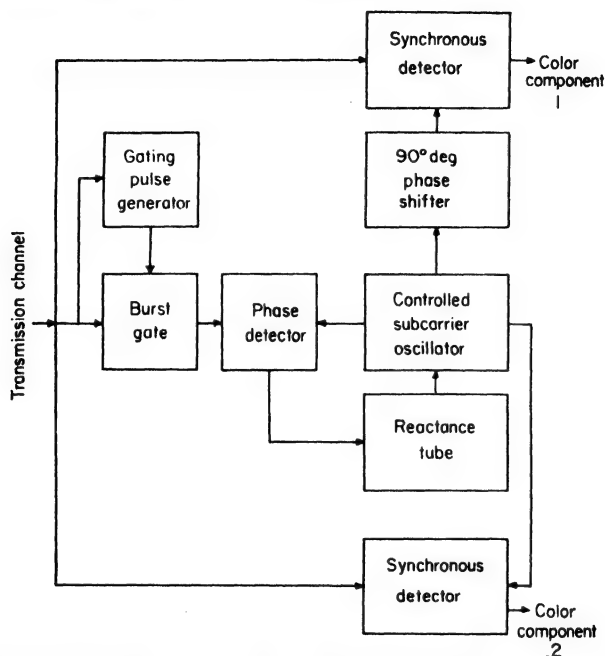 Synchronous
detector
Color
component
1
Gating
pulse
generator
90° deg
phase
shifter
Transmission channel
Burst
gate
Phase
detector
Controlled
subcarrier
oscillator
Reactance
tube
Synchronous
detector
Color
component
.2